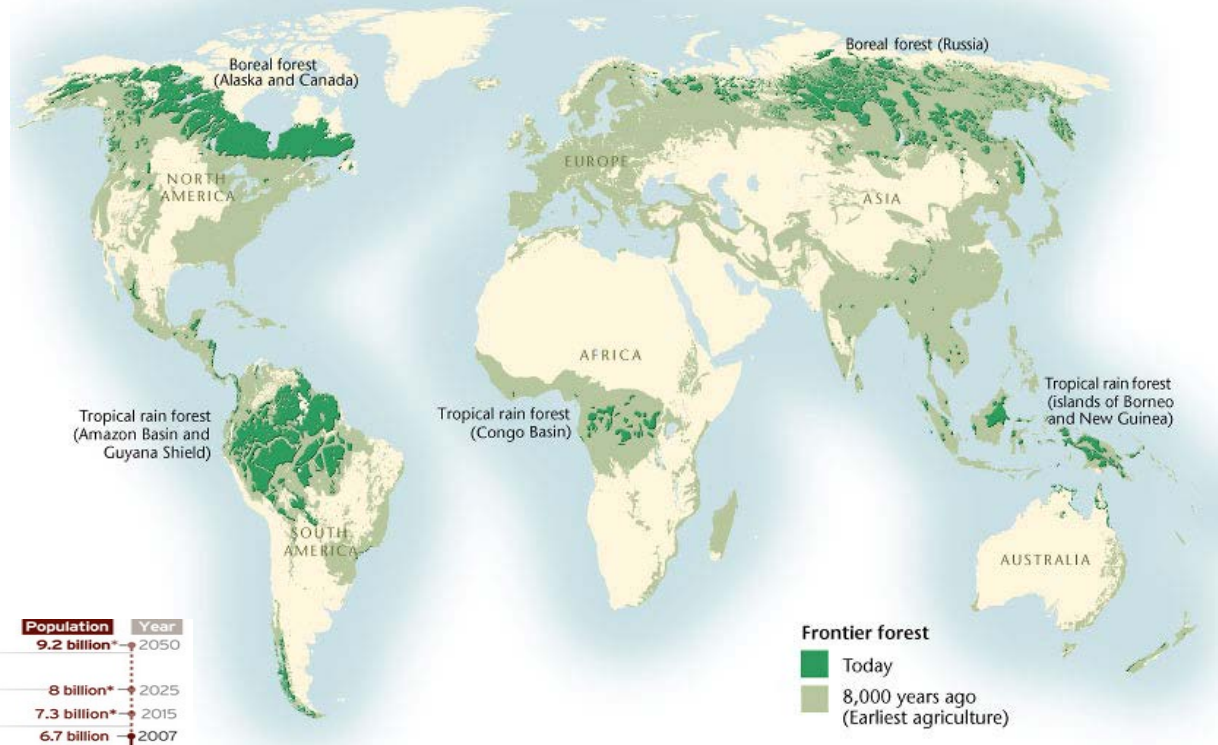 Boreal forest
(Alaska and Canada)
Boreal forest (Russia)
NORTH
AMERICA
EUROPE
ASIA
AFRICA
Tropical rain forest
(Amazon Basin and
Guyana Shield)
Tropical rain forest
(Congo Basin)
Tropical rain forest
(islands of Borneo
and New Guinea)
SOUTH
AMERICA
AUSTRALIA
Population Year
9.2 billion* 2050
8 billion* 2025
7.3 billion* 2015
6.7 billion 2007
Frontier forest
Today
8,000 years ago
(Earliest agriculture)